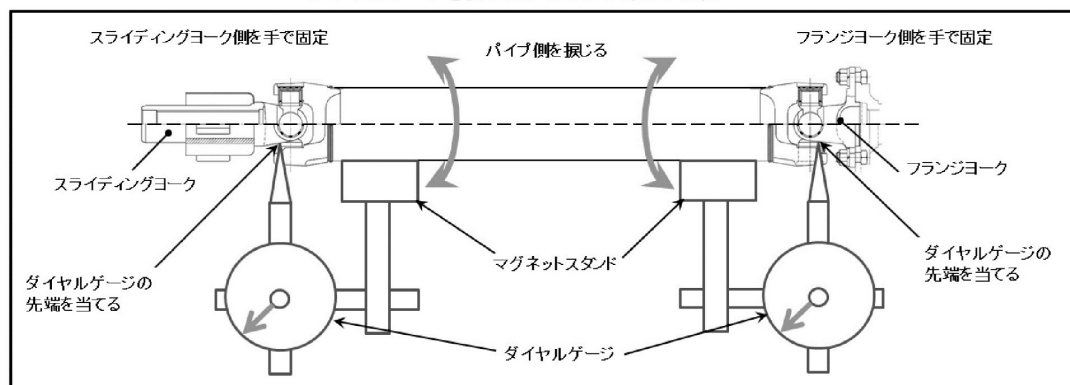 スライディングヨーク側を手で固定
パイプ側を捩じる
フランジヨーク側を手で固定
スライディングヨーク
フランジヨーク
マグネットスタンド
ダイヤルゲージの
先端を当てる
ダイヤルゲージの
先端を当てる
ダイヤルゲージ